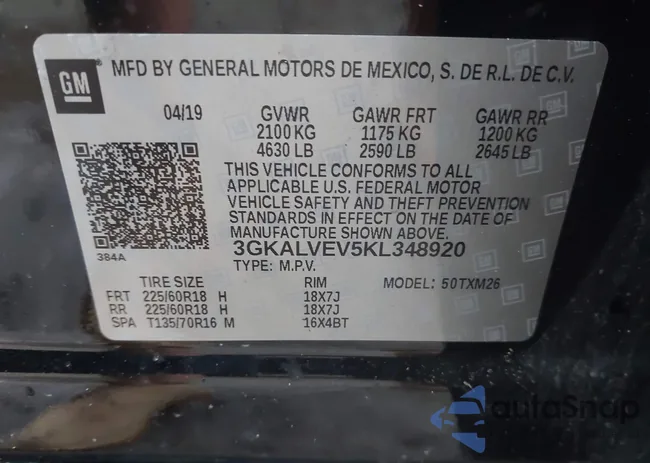 GM
MFD BY GENERAL MOTORS DE MEXICO, S. DE R.L. DE C.V.
04/19 GVWR GAWR FRT GAWR RR
2100 KG 1175 KG 1200 KG
4630 LB 2590 LB 2645 LB
THIS VEHICLE CONFORMS TO ALL
APPLICABLE U.S. FEDERAL MOTOR
VEHICLE SAFETY AND THEFT PREVENTION
STANDARDS IN EFFECT ON THE DATE OF
MANUFACTURE SHOWN ABOVE.
384A 3GKALVEV5KL348920
TYPE: M.P.V.
TIRE SIZE RIM MODEL: 50TXM26
FRT 225/60R18 H 18X7J
RR 225/60R18 H 18X7J
SPA T135/70R16 M 16X4BT
autoSnap